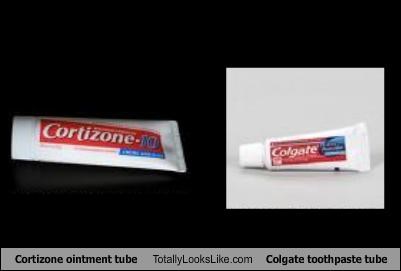 Cortizone-10
Colgate
Cortizone ointment tube TotallyLooksLike.com Colgate toothpaste tube